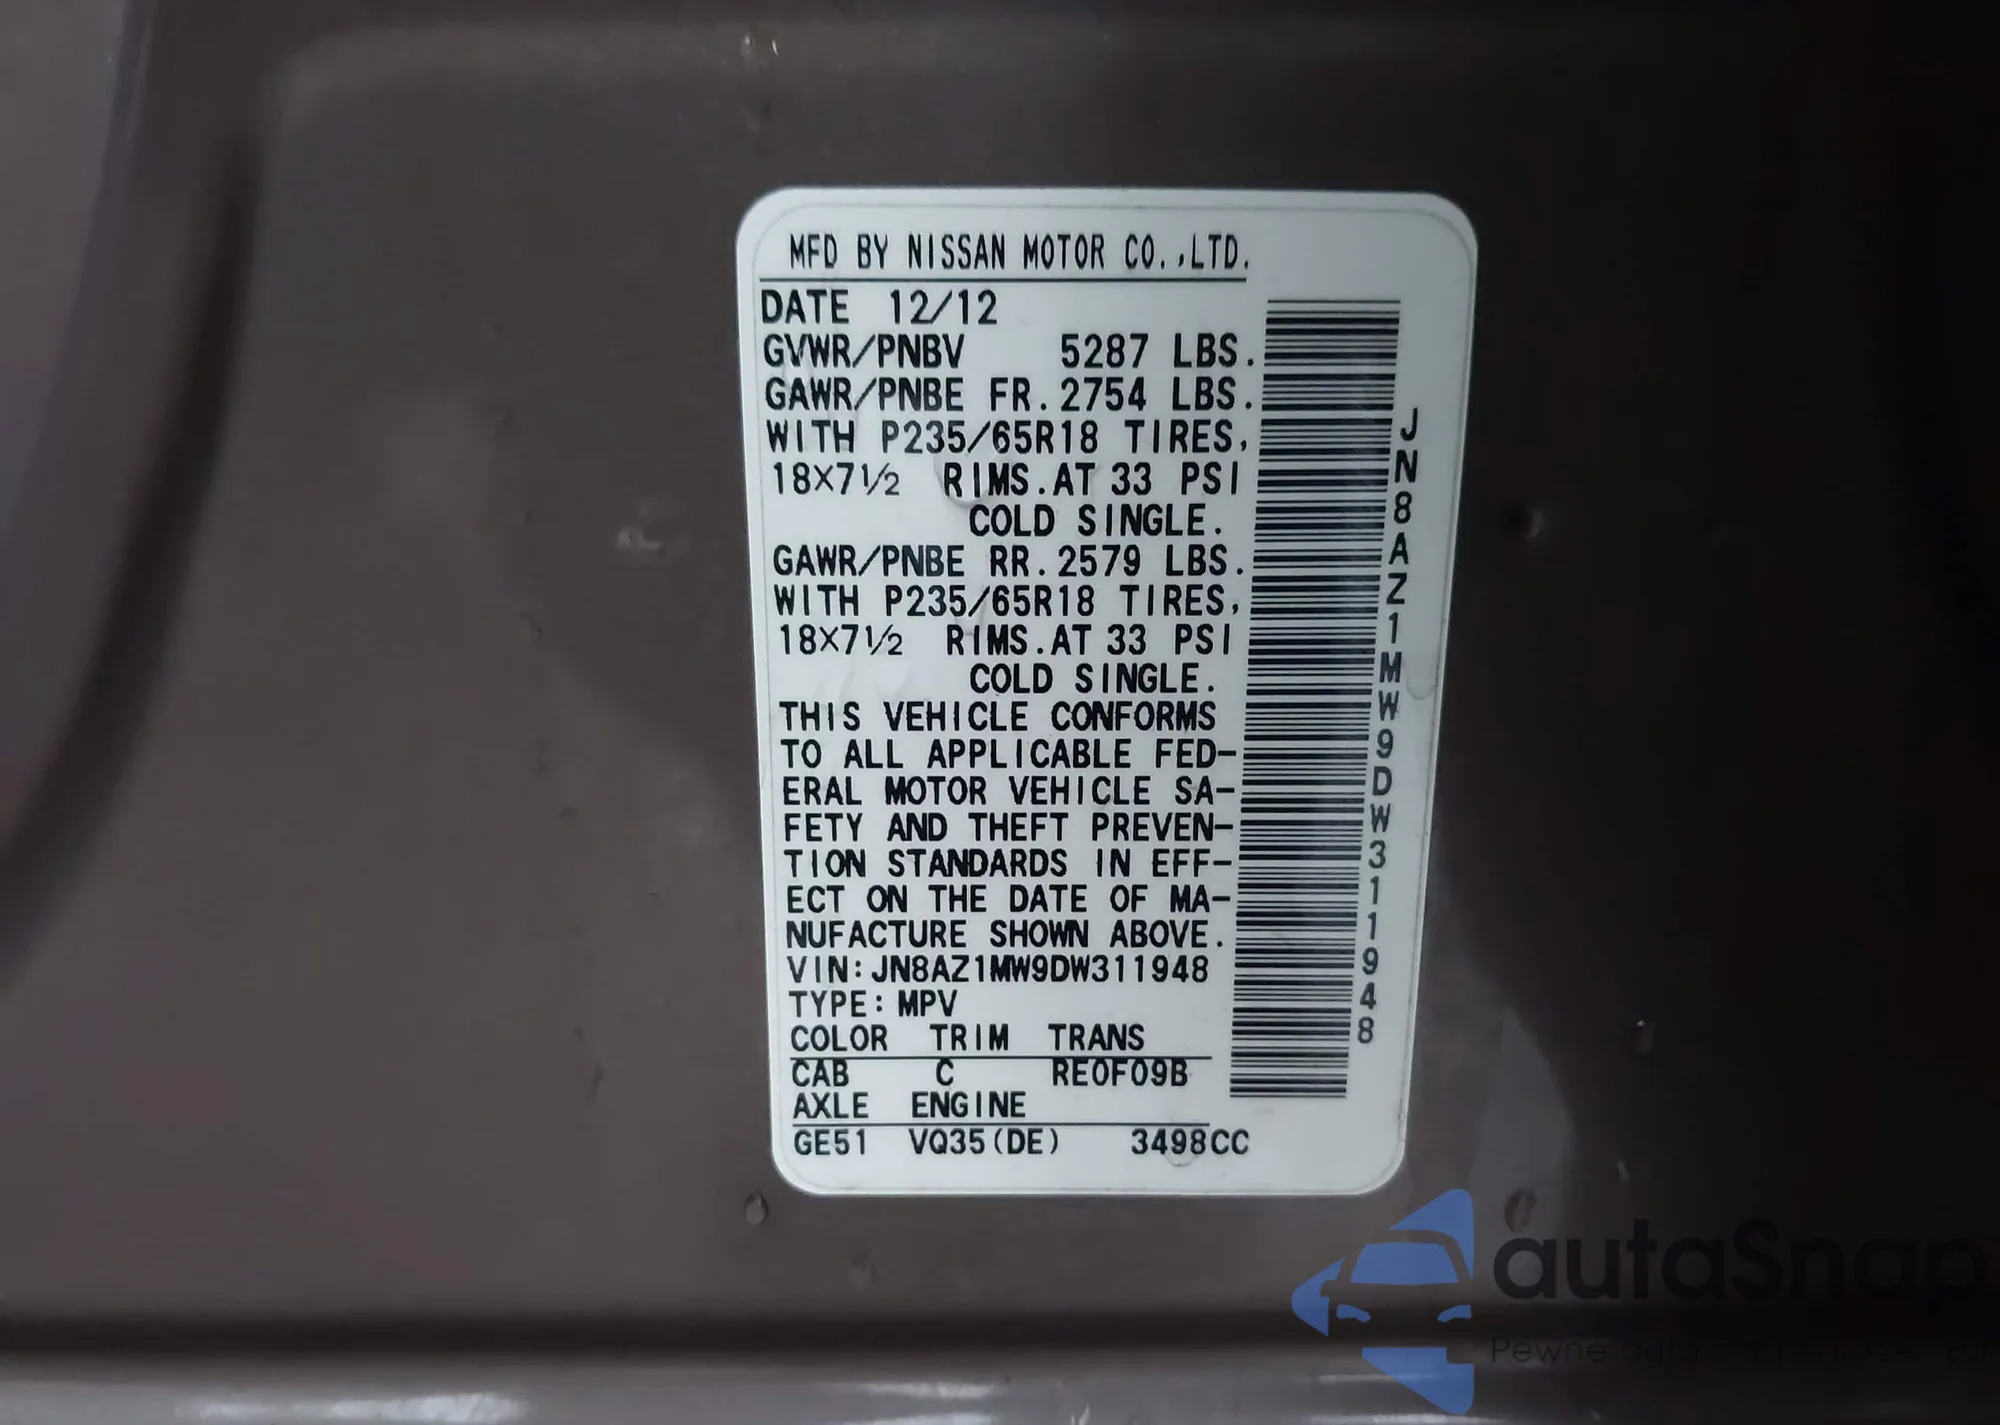 MFD BY NISSAN MOTOR CO.,LTD.
DATE 12/12
GVWR/PNBV 5287 LBS.
GAWR/PNBE FR. 2754 LBS.
WITH P235/65R18 TIRES,
18×7½ RIMS.AT 33 PSI
COLD SINGLE.
GAWR/PNBE RR. 2579 LBS.
WITH P235/65R18 TIRES,
18×7½ RIMS.AT 33 PSI
COLD SINGLE.
THIS VEHICLE CONFORMS
TO ALL APPLICABLE FED-
ERAL MOTOR VEHICLE SA-
FETY AND THEFT PREVEN-
TION STANDARDS IN EFF-
ECT ON THE DATE OF MA-
NUFACTURE SHOWN ABOVE.
VIN:JN8AZ1MW9DW311948
TYPE:MPV
COLOR TRIM TRANS
CAB C RE0F09B
AXLE ENGINE
GE51 VQ35(DE) 3498CC
JN8AZ1MW9DW311948
autaSnap
Pewne auta